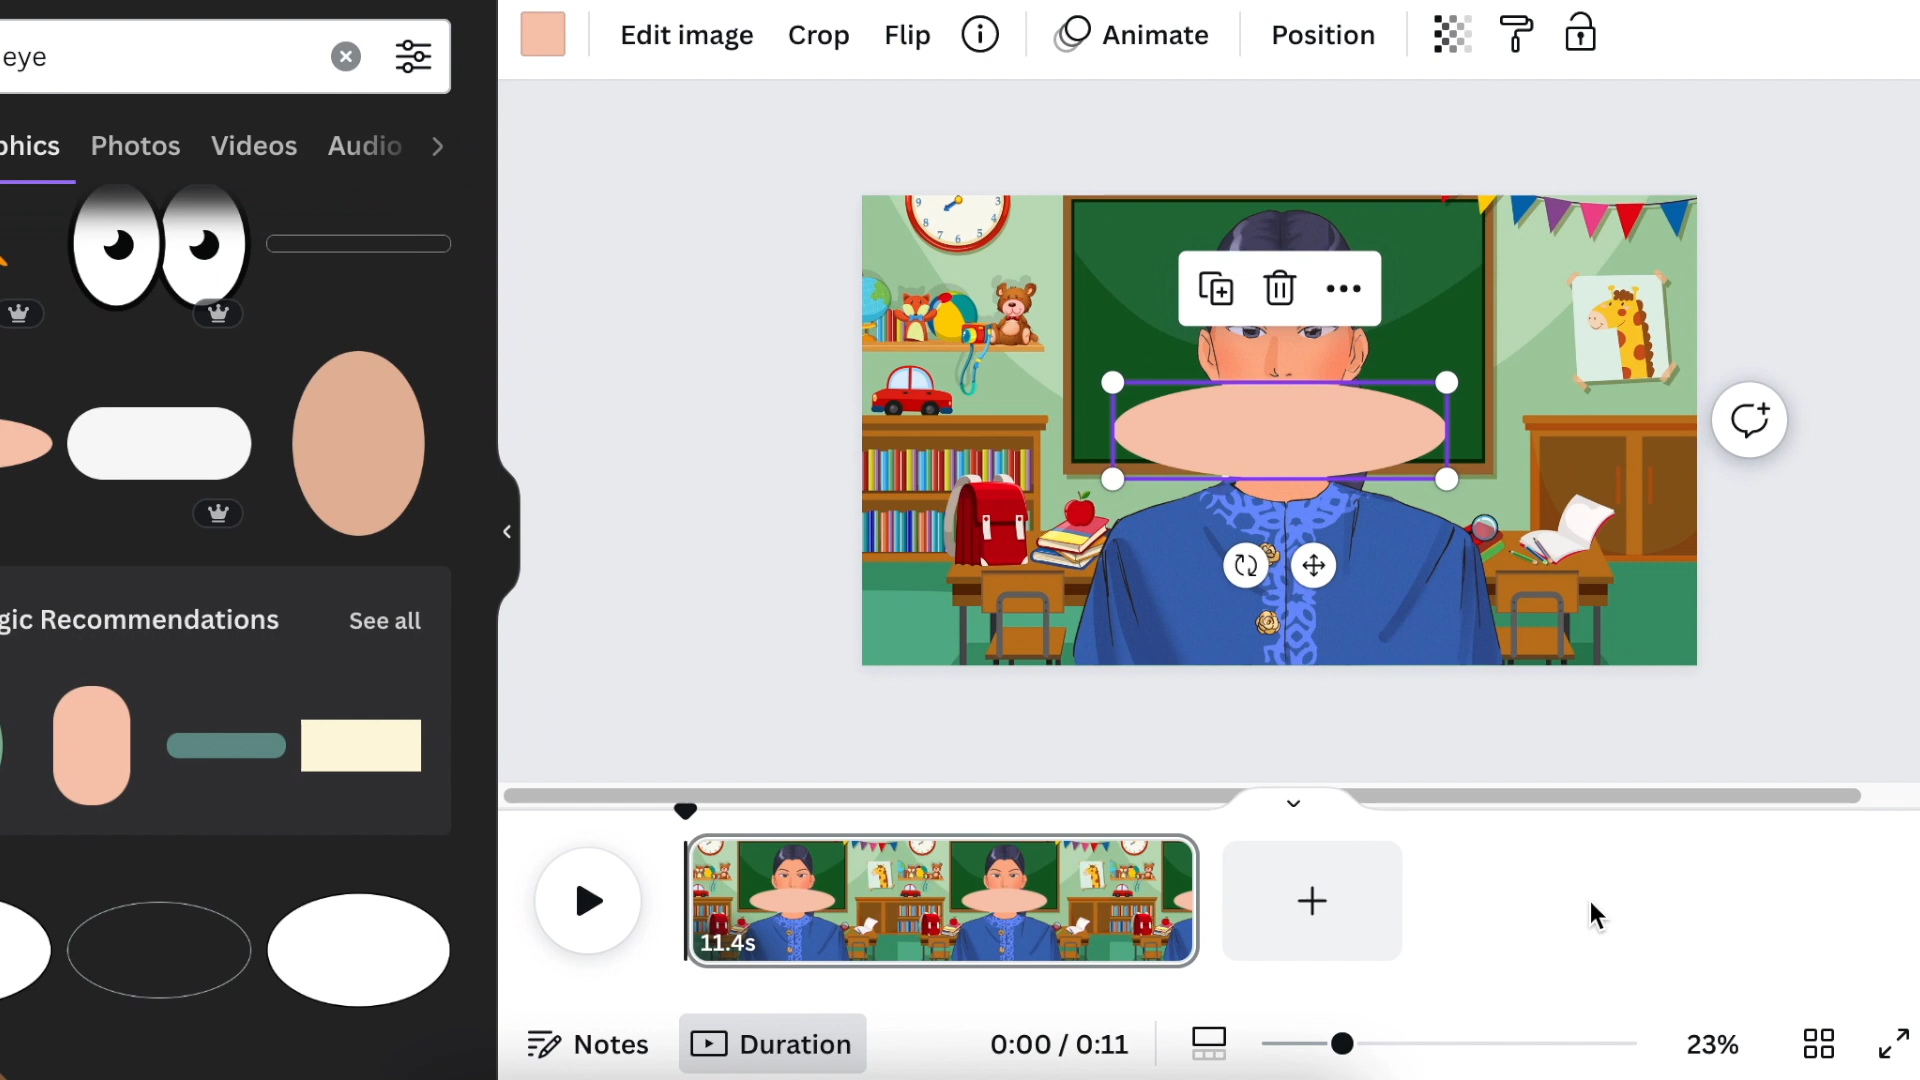 eye
Edit image Crop Flip Animate Position
phics Photos Videos Audio
gic Recommendations See all
11.4s
Notes Duration 0:00 / 0:11 23%